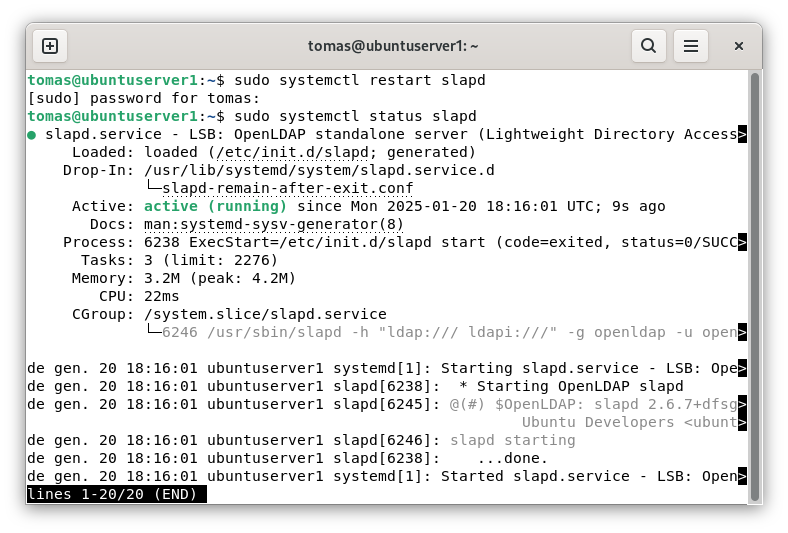 tomas@ubuntuserver1: ~
tomas@ubuntuserver1:~$ sudo systemctl restart slapd
[sudo] password for tomas:
tomas@ubuntuserver1:~$ sudo systemctl status slapd
● slapd.service - LSB: OpenLDAP standalone server (Lightweight Directory Access>
     Loaded: loaded (/etc/init.d/slapd; generated)
    Drop-In: /usr/lib/systemd/system/slapd.service.d
             └─slapd-remain-after-exit.conf
     Active: active (running) since Mon 2025-01-20 18:16:01 UTC; 9s ago
       Docs: man:systemd-sysv-generator(8)
    Process: 6238 ExecStart=/etc/init.d/slapd start (code=exited, status=0/SUCC>
      Tasks: 3 (limit: 2276)
     Memory: 3.2M (peak: 4.2M)
        CPU: 22ms
     CGroup: /system.slice/slapd.service
             └─6246 /usr/sbin/slapd -h "ldap:/// ldapi:///" -g openldap -u open>

de gen. 20 18:16:01 ubuntuserver1 systemd[1]: Starting slapd.service - LSB: Ope>
de gen. 20 18:16:01 ubuntuserver1 slapd[6238]:  * Starting OpenLDAP slapd
de gen. 20 18:16:01 ubuntuserver1 slapd[6245]: @(#) $OpenLDAP: slapd 2.6.7+dfsg>
                                                       Ubuntu Developers <ubunt>
de gen. 20 18:16:01 ubuntuserver1 slapd[6246]: slapd starting
de gen. 20 18:16:01 ubuntuserver1 slapd[6238]:    ...done.
de gen. 20 18:16:01 ubuntuserver1 systemd[1]: Started slapd.service - LSB: Open>
lines 1-20/20 (END)